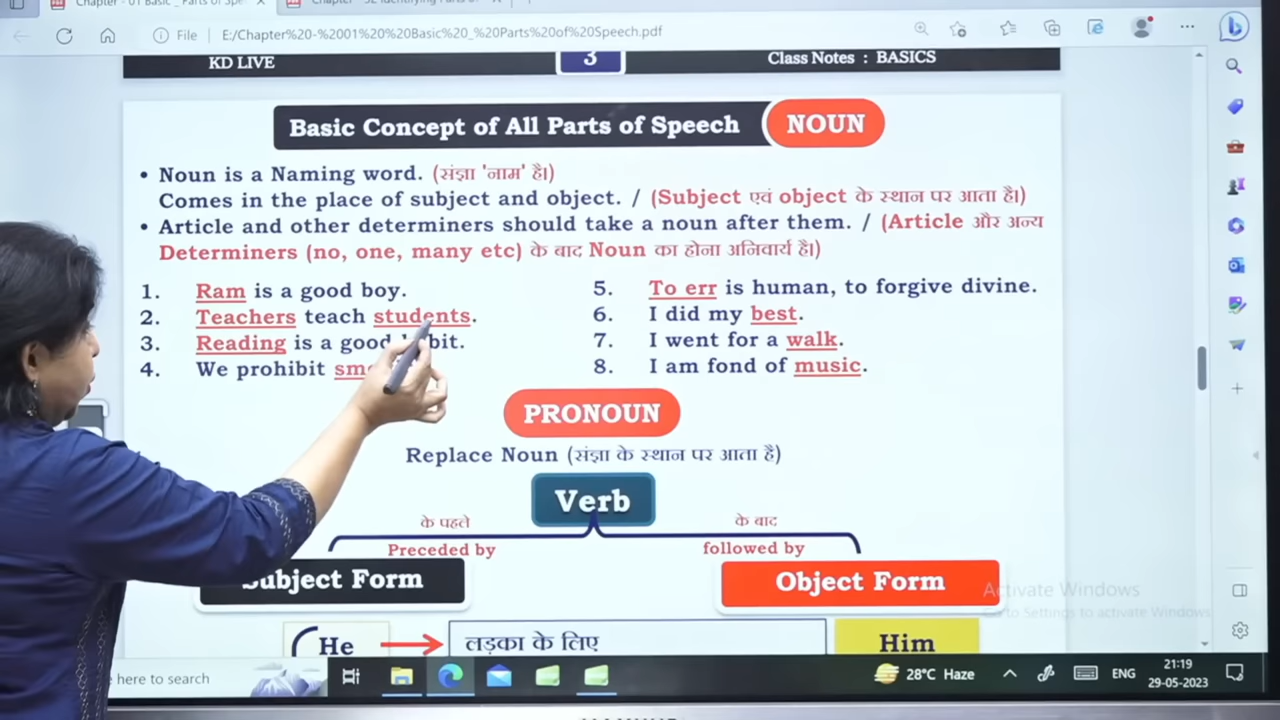 Chapter - 01 Basic _ Parts of Spe
Chapter
File
E:/Chapter%20-%2001%20%20Basic%20_%20Parts%20of%20Speech.pdf
KD LIVE
3
Class Notes : BASICS
Basic Concept of All Parts of Speech
NOUN
• Noun is a Naming word. (संज्ञा 'नाम' है।)
Comes in the place of subject and object. / (Subject एवं object के स्थान पर आता है।)
• Article and other determiners should take a noun after them. / (Article और अन्य
Determiners (no, one, many etc) के बाद Noun का होना अनिवार्य है।)
1. Ram is a good boy.
2. Teachers teach students.
3. Reading is a good
4. We prohibit
5. To err is human, to forgive divine.
6. I did my best.
7. I went for a walk.
8. I am fond of music.
PRONOUN
Replace Noun (संज्ञा के स्थान पर आता है)
Verb
के पहले
Preceded by
के बाद
followed by
Subject Form
Object Form
He
लड़का के लिए
Him
Activate Windows
Go to Settings to activate Windows
here to search
28°C Haze
ENG
21:19
29-05-2023